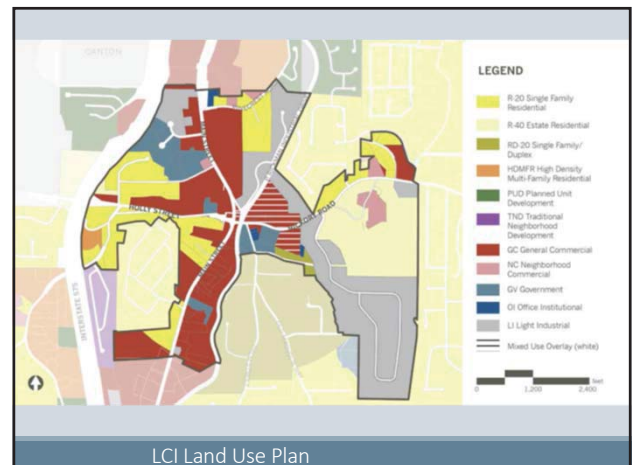 CANTON
HOLLY STREET
HICKORY ROAD
INTERSTATE 575
LEGEND
R-20 Single Family
Residential
R-40 Estate Residential
RD-20 Single Family/
Duplex
HDMFR High Density
Multi-Family Residential
PUD Planned Unit
Development
TND Traditional
Neighborhood
Development
GC General Commercial
NC Neighborhood
Commercial
GV Government
OI Office Institutional
LI Light Industrial
Mixed Use Overlay (white)
feet
0 1,200 2,400
LCI Land Use Plan